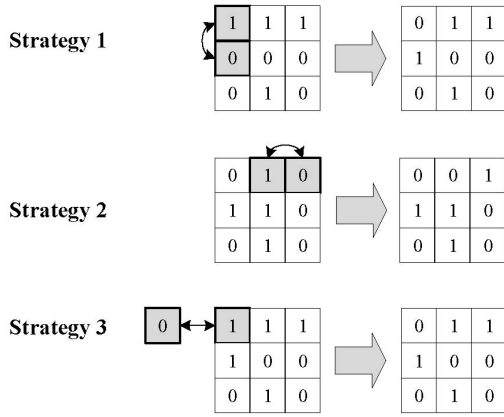 Strategy 1
1 1 1 0 1 1
0 0 0 1 0 0
0 1 0 0 1 0
Strategy 2
0 1 0 0 0 1
1 1 0 1 1 0
0 1 0 0 1 0
Strategy 3
0 1 1 1 0 1 1
1 0 0 1 0 0
0 1 0 0 1 0